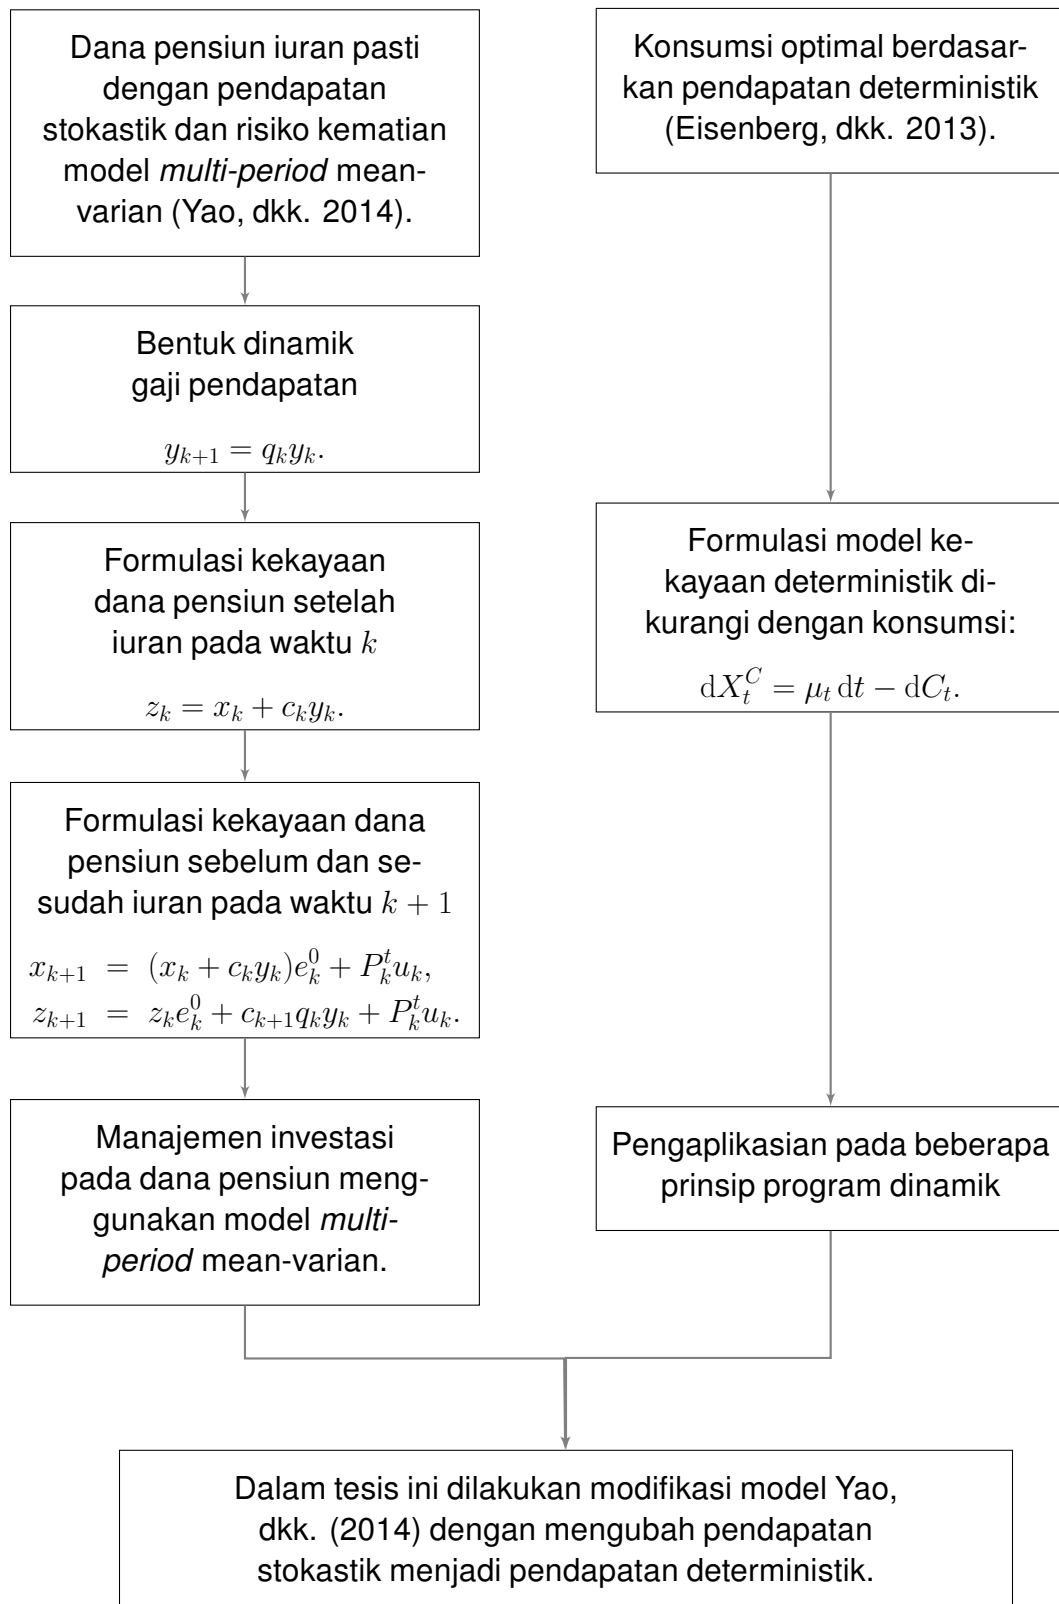 Dana pensiun iuran pasti
dengan pendapatan
stokastik dan risiko kematian
model multi-period mean-
varian (Yao, dkk. 2014).
Bentuk dinamik
gaji pendapatan
y_{k+1} = q_k y_k.
Formulasi kekayaan
dana pensiun setelah
iuran pada waktu k
z_k = x_k + c_k y_k.
Formulasi kekayaan dana
pensiun sebelum dan se-
sudah iuran pada waktu k + 1
x_{k+1} = (x_k + c_k y_k)e_k^0 + P_k^t u_k,
z_{k+1} = z_k e_k^0 + c_{k+1} q_k y_k + P_k^t u_k.
Manajemen investasi
pada dana pensiun meng-
gunakan model multi-
period mean-varian.
Konsumsi optimal berdasar-
kan pendapatan deterministik
(Eisenberg, dkk. 2013).
Formulasi model ke-
kayaan deterministik di-
kurangi dengan konsumsi:
dX_t^C = μ_t dt − dC_t.
Pengaplikasian pada beberapa
prinsip program dinamik
Dalam tesis ini dilakukan modifikasi model Yao,
dkk. (2014) dengan mengubah pendapatan
stokastik menjadi pendapatan deterministik.